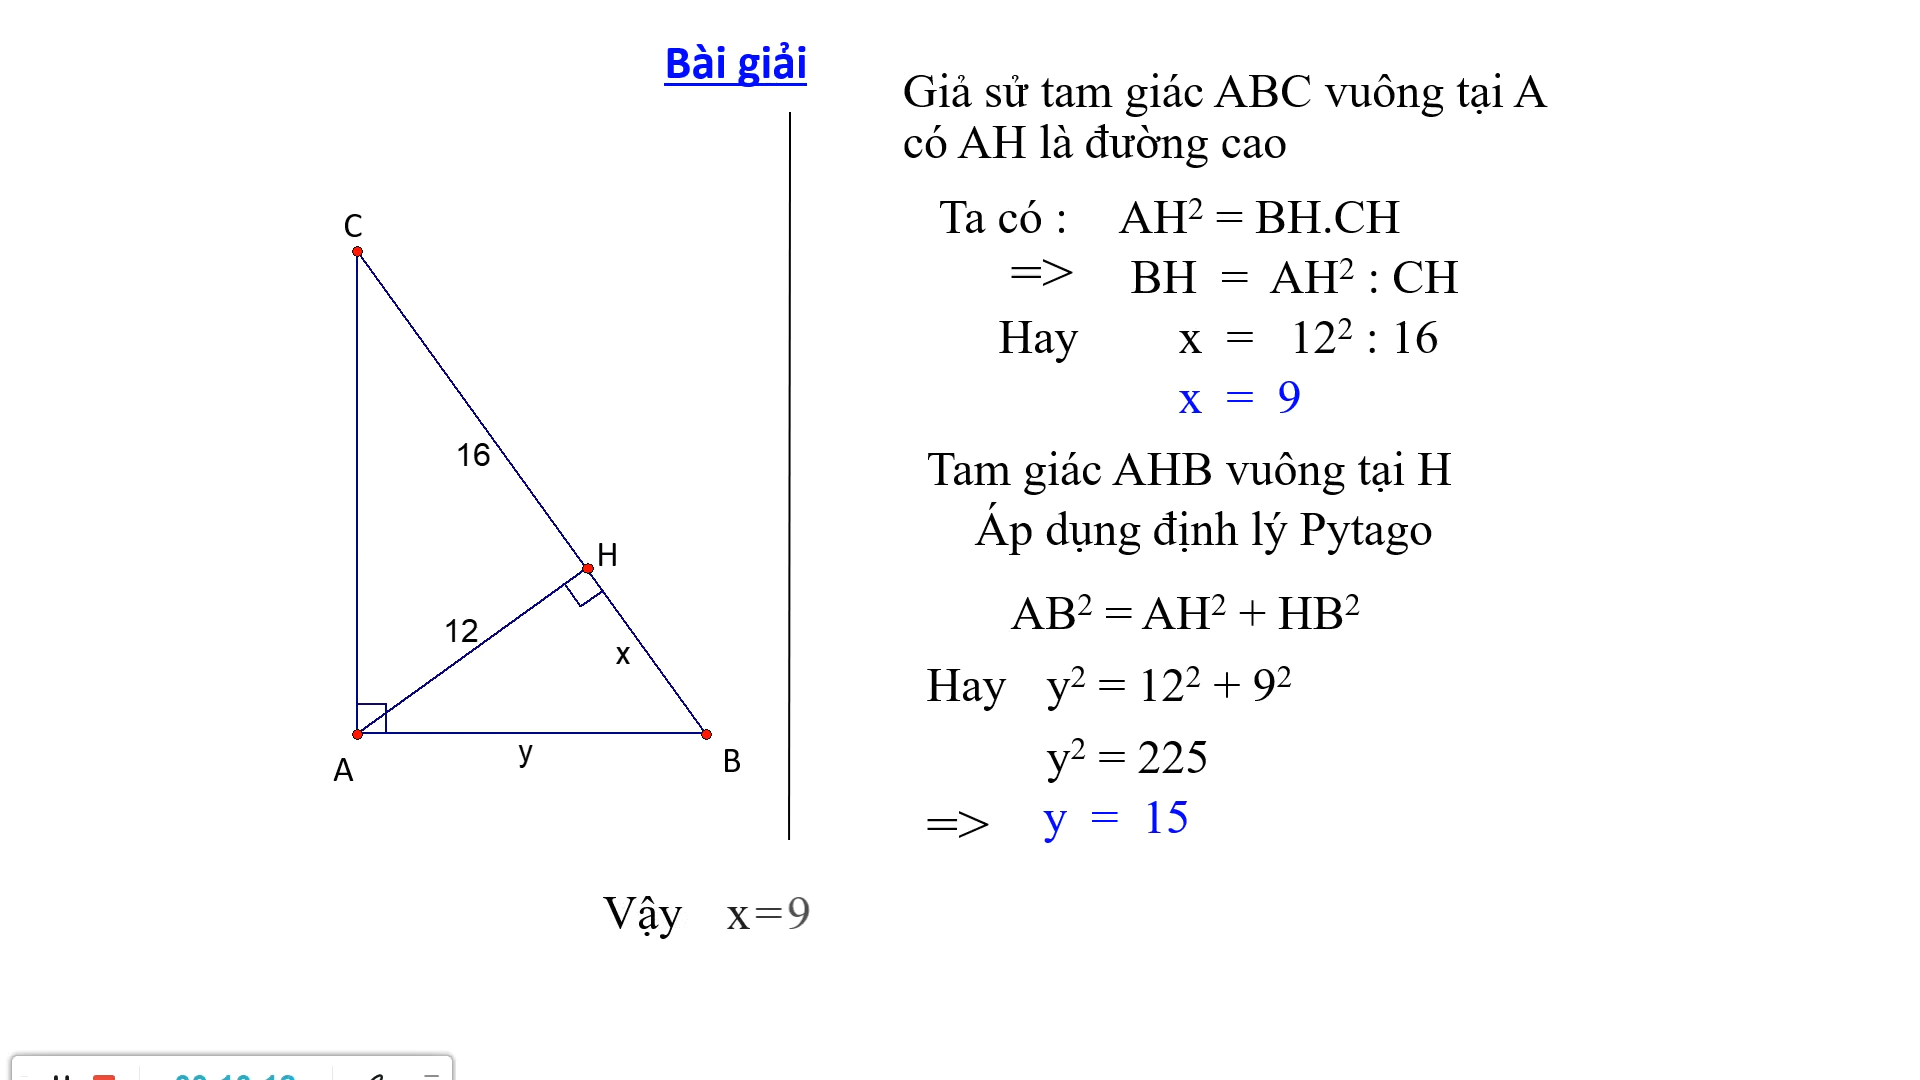 Bài giải
Giả sử tam giác ABC vuông tại A
có AH là đường cao
Ta có : AH² = BH.CH
=> BH = AH² : CH
Hay x = 12² : 16
x = 9
Tam giác AHB vuông tại H
Áp dụng định lý Pytago
AB² = AH² + HB²
Hay y² = 12² + 9²
y² = 225
=> y = 15
C
16
H
12
x
A
y
B
Vậy x=9